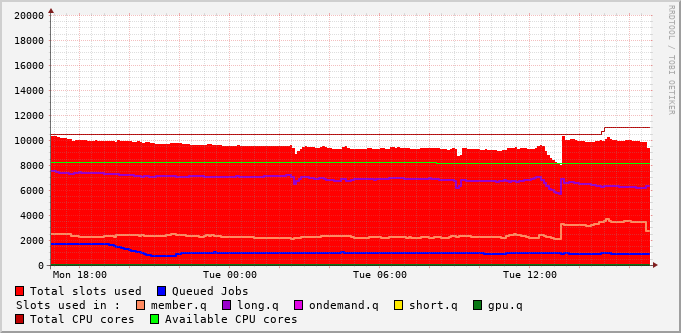 20000
18000
16000
14000
12000
10000
8000
6000
4000
2000
0
Mon 18:00 Tue 00:00 Tue 06:00 Tue 12:00
RRDTOOL / TOBI OETIKER
Total slots used Queued Jobs
Slots used in : member.q long.q ondemand.q short.q gpu.q
Total CPU cores Available CPU cores